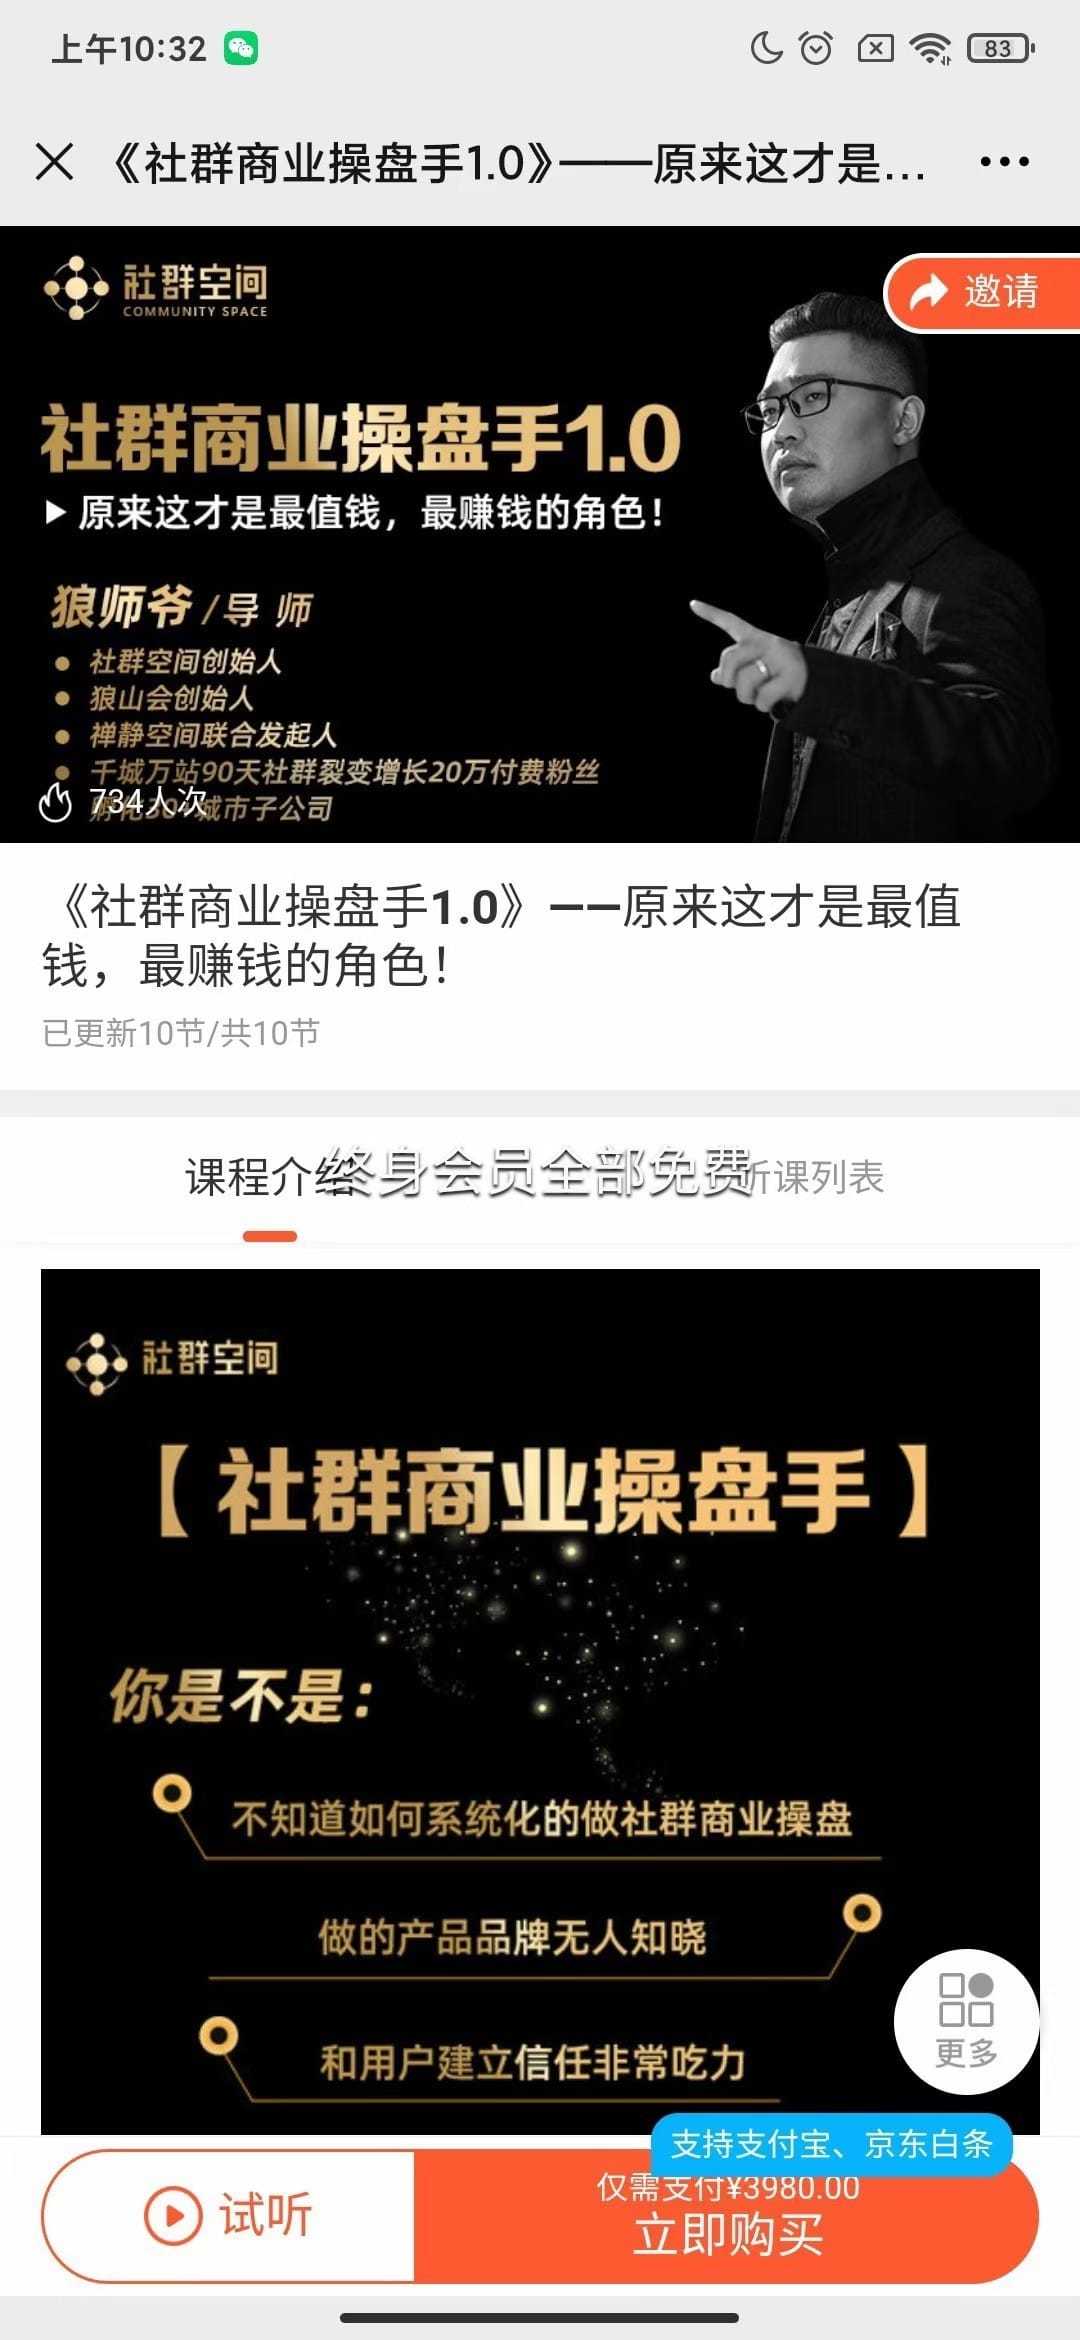 上午10:32
83
《社群商业操盘手1.0》——原来这才是...
社群空间
COMMUNITY SPACE
邀请
社群商业操盘手1.0
原来这才是最值钱，最赚钱的角色！
狼师爷/导 师
社群空间创始人
狼山会创始人
禅静空间联合发起人
千城万站90天社群裂变增长20万付费粉丝
孵化30+城市子公司
734人次
《社群商业操盘手1.0》——原来这才是最值
钱，最赚钱的角色！
已更新10节/共10节
课程介绍
终身会员全部免费
听课列表
社群空间
【社群商业操盘手】
你是不是：
不知道如何系统化的做社群商业操盘
做的产品品牌无人知晓
和用户建立信任非常吃力
更多
支持支付宝、京东白条
试听
仅需支付¥3980.00
立即购买